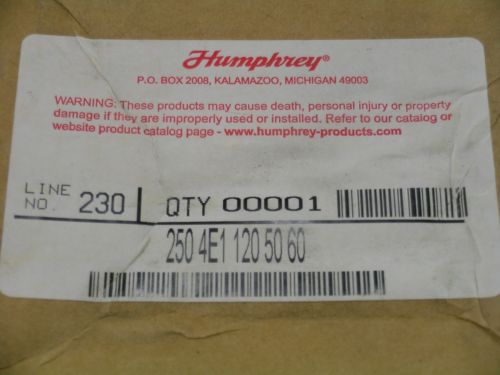 Humphrey®
P.O. BOX 2008, KALAMAZOO, MICHIGAN 49003
WARNING: These products may cause death, personal injury or property
damage if they are improperly used or installed. Refer to our catalog or
website product catalog page - www.humphrey-products.com
LINE
NO. 230 QTY 00001
250 4E1 120 50 60